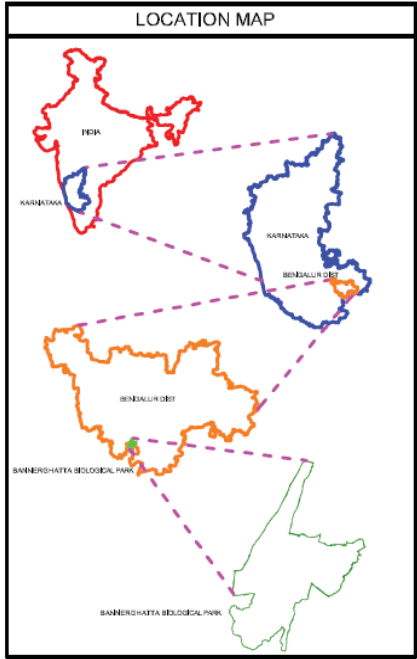 LOCATION MAP
INDIA
KARNATAKA
KARNATAKA
BENGALUR DIST
BENGALUR DIST
BANNERGHATTA BIOLOGICAL PARK
BANNERGHATTA BIOLOGICAL PARK